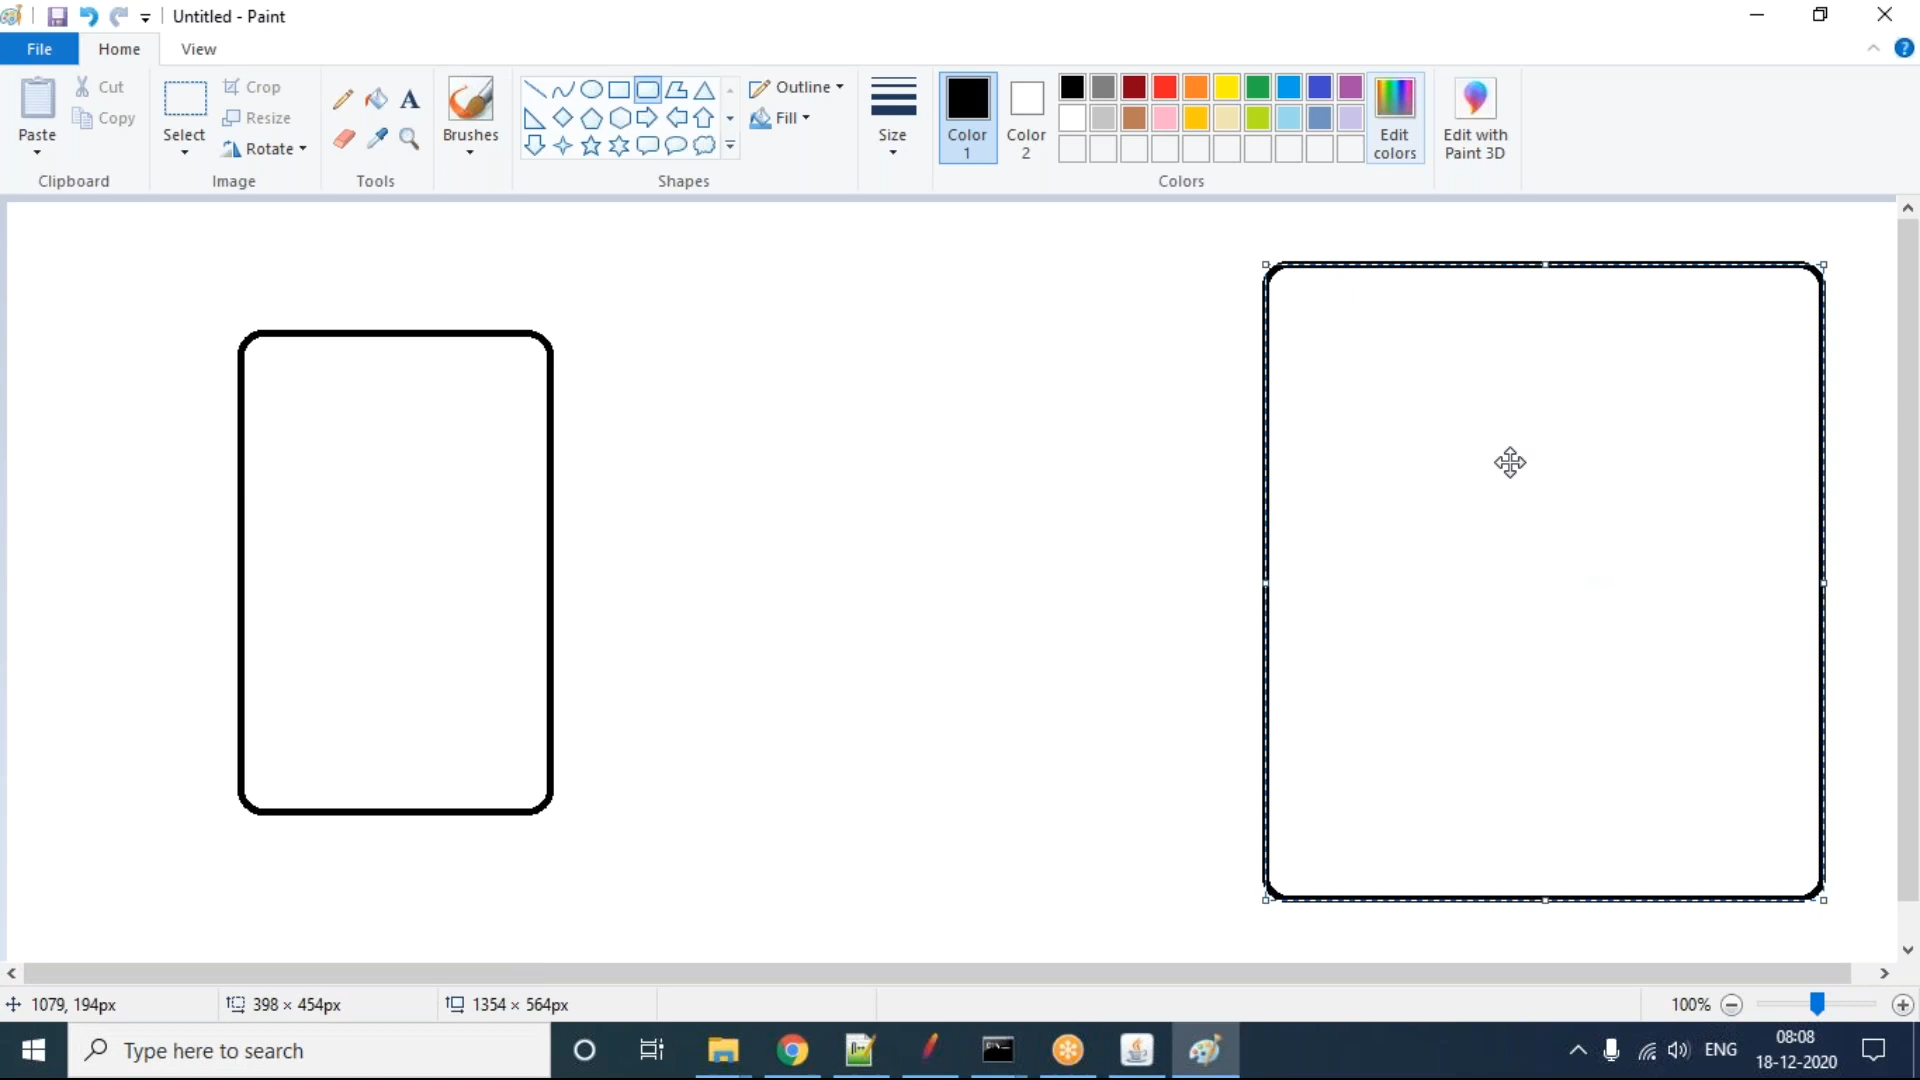 Untitled - Paint
File Home View
Paste Cut Copy Clipboard
Select Crop Resize Rotate Image
Tools
Brushes
Shapes Outline Fill
Size
Color 1
Color 2
Colors
Edit colors
Edit with Paint 3D
1079, 194px 398 × 454px 1354 × 564px 100%
Type here to search ENG 08:08
18-12-2020